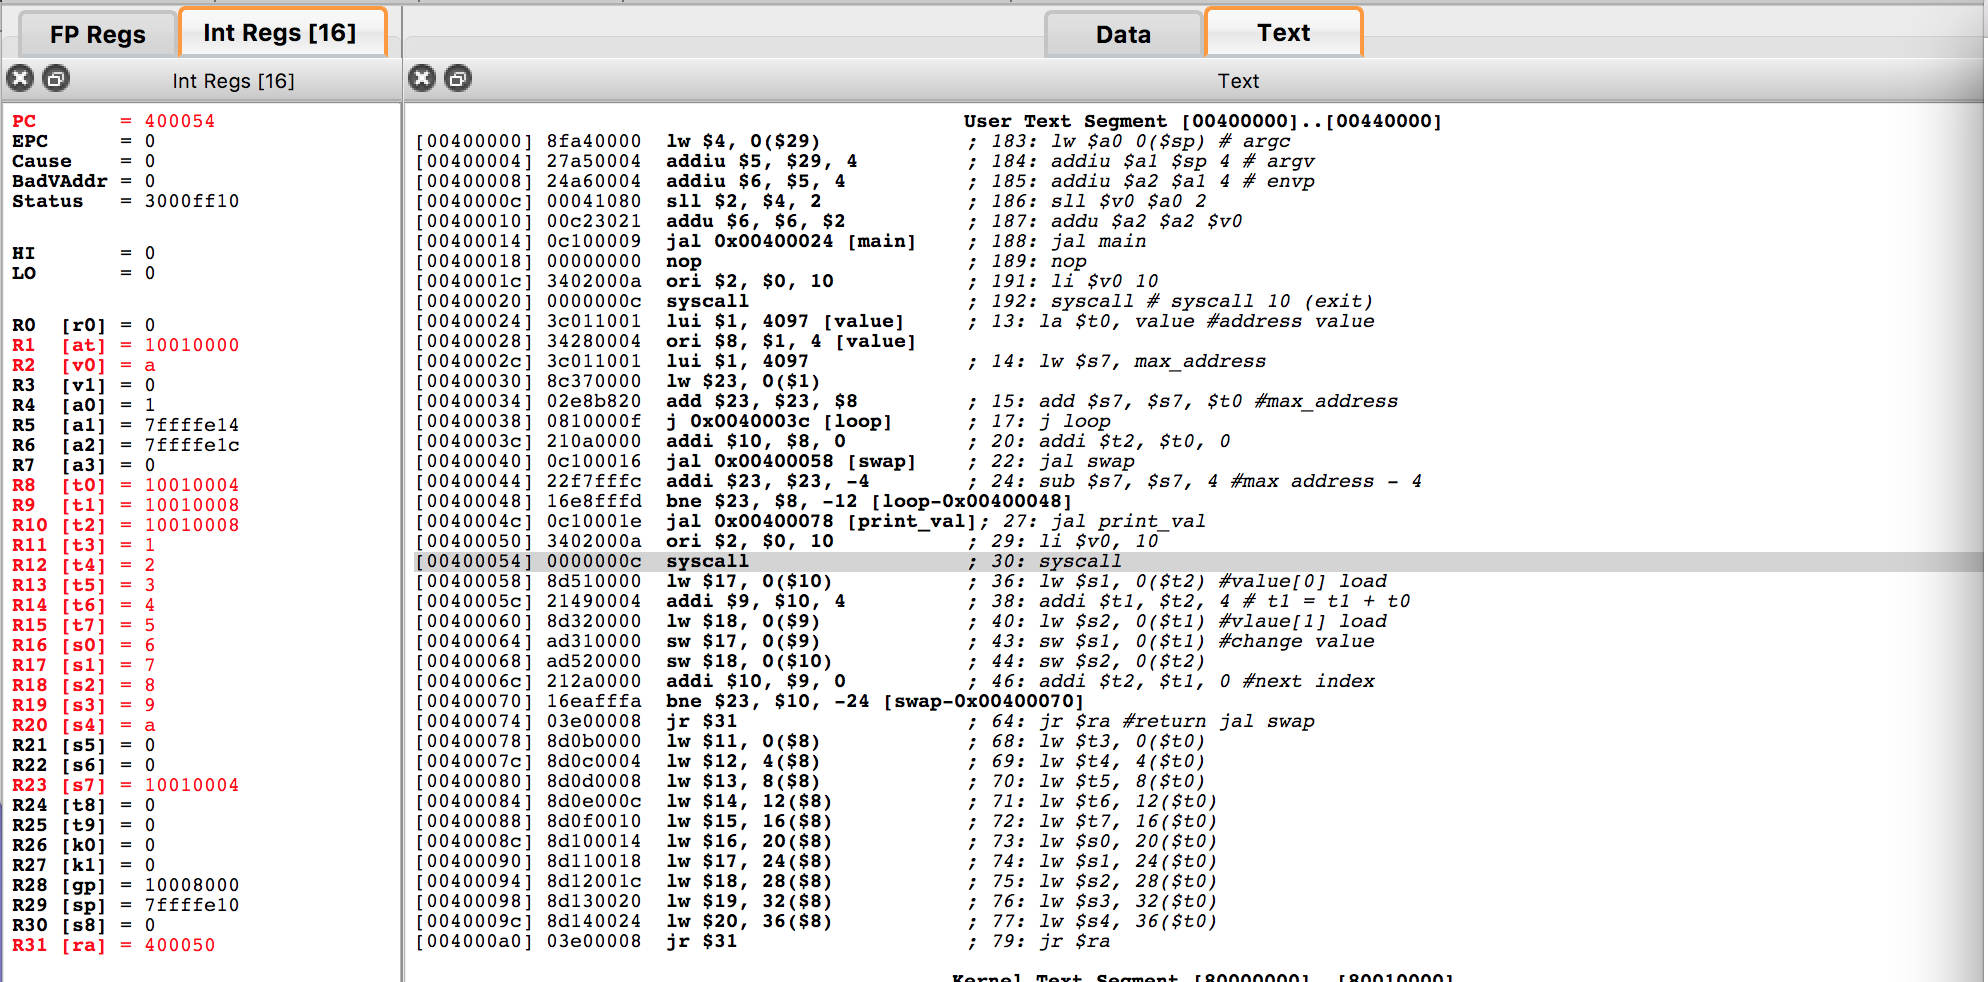 FP Regs Int Regs [16] Data Text
Int Regs [16] Text
PC = 400054
EPC = 0
Cause = 0
BadVAddr = 0
Status = 3000ff10
HI = 0
LO = 0
R0 [r0] = 0
R1 [at] = 10010000
R2 [v0] = a
R3 [v1] = 0
R4 [a0] = 1
R5 [a1] = 7ffffe14
R6 [a2] = 7ffffe1c
R7 [a3] = 0
R8 [t0] = 10010004
R9 [t1] = 10010008
R10 [t2] = 10010008
R11 [t3] = 1
R12 [t4] = 2
R13 [t5] = 3
R14 [t6] = 4
R15 [t7] = 5
R16 [s0] = 6
R17 [s1] = 7
R18 [s2] = 8
R19 [s3] = 9
R20 [s4] = a
R21 [s5] = 0
R22 [s6] = 0
R23 [s7] = 10010004
R24 [t8] = 0
R25 [t9] = 0
R26 [k0] = 0
R27 [k1] = 0
R28 [gp] = 10008000
R29 [sp] = 7ffffe10
R30 [s8] = 0
R31 [ra] = 400050
User Text Segment [00400000]..[00440000]
[00400000] 8fa40000 lw $4, 0($29) ; 183: lw $a0 0($sp) # argc
[00400004] 27a50004 addiu $5, $29, 4 ; 184: addiu $a1 $sp 4 # argv
[00400008] 24a60004 addiu $6, $5, 4 ; 185: addiu $a2 $a1 4 # envp
[0040000c] 00041080 sll $2, $4, 2 ; 186: sll $v0 $a0 2
[00400010] 00c23021 addu $6, $6, $2 ; 187: addu $a2 $a2 $v0
[00400014] 0c100009 jal 0x00400024 [main] ; 188: jal main
[00400018] 00000000 nop ; 189: nop
[0040001c] 3402000a ori $2, $0, 10 ; 191: li $v0 10
[00400020] 0000000c syscall ; 192: syscall # syscall 10 (exit)
[00400024] 3c011001 lui $1, 4097 [value] ; 13: la $t0, value #address value
[00400028] 34280004 ori $8, $1, 4 [value]
[0040002c] 3c011001 lui $1, 4097 ; 14: lw $s7, max_address
[00400030] 8c370000 lw $23, 0($1)
[00400034] 02e8b820 add $23, $23, $8 ; 15: add $s7, $s7, $t0 #max_address
[00400038] 0810000f j 0x0040003c [loop] ; 17: j loop
[0040003c] 210a0000 addi $10, $8, 0 ; 20: addi $t2, $t0, 0
[00400040] 0c100016 jal 0x00400058 [swap] ; 22: jal swap
[00400044] 22f7fffc addi $23, $23, -4 ; 24: sub $s7, $s7, 4 #max address - 4
[00400048] 16e8fffd bne $23, $8, -12 [loop-0x00400048]
[0040004c] 0c10001e jal 0x00400078 [print_val]; 27: jal print_val
[00400050] 3402000a ori $2, $0, 10 ; 29: li $v0, 10
[00400054] 0000000c syscall ; 30: syscall
[00400058] 8d510000 lw $17, 0($10) ; 36: lw $s1, 0($t2) #value[0] load
[0040005c] 21490004 addi $9, $10, 4 ; 38: addi $t1, $t2, 4 # t1 = t1 + t0
[00400060] 8d320000 lw $18, 0($9) ; 40: lw $s2, 0($t1) #vlaue[1] load
[00400064] ad310000 sw $17, 0($9) ; 43: sw $s1, 0($t1) #change value
[00400068] ad520000 sw $18, 0($10) ; 44: sw $s2, 0($t2)
[0040006c] 212a0000 addi $10, $9, 0 ; 46: addi $t2, $t1, 0 #next index
[00400070] 16eafffa bne $23, $10, -24 [swap-0x00400070]
[00400074] 03e00008 jr $31 ; 64: jr $ra #return jal swap
[00400078] 8d0b0000 lw $11, 0($8) ; 68: lw $t3, 0($t0)
[0040007c] 8d0c0004 lw $12, 4($8) ; 69: lw $t4, 4($t0)
[00400080] 8d0d0008 lw $13, 8($8) ; 70: lw $t5, 8($t0)
[00400084] 8d0e000c lw $14, 12($8) ; 71: lw $t6, 12($t0)
[00400088] 8d0f0010 lw $15, 16($8) ; 72: lw $t7, 16($t0)
[0040008c] 8d100014 lw $16, 20($8) ; 73: lw $s0, 20($t0)
[00400090] 8d110018 lw $17, 24($8) ; 74: lw $s1, 24($t0)
[00400094] 8d12001c lw $18, 28($8) ; 75: lw $s2, 28($t0)
[00400098] 8d130020 lw $19, 32($8) ; 76: lw $s3, 32($t0)
[0040009c] 8d140024 lw $20, 36($8) ; 77: lw $s4, 36($t0)
[004000a0] 03e00008 jr $31 ; 79: jr $ra
Kernel Text Segment [80000000]..[80010000]